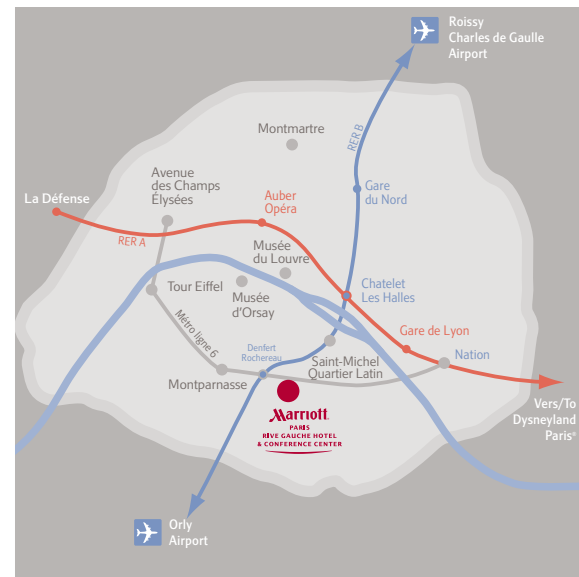 Roissy
Charles de Gaulle
Airport
Montmartre
RER B
Avenue
des Champs
Élysées
La Défense
Auber
Opéra
Gare
du Nord
RER A
Musée
du Louvre
Tour Eiffel
Musée
d'Orsay
Chatelet
Les Halles
Métro ligne 6
Gare de Lyon
Denfert
Rochereau
Saint-Michel
Quartier Latin
Nation
Montparnasse
Marriott
PARIS
RIVE GAUCHE HOTEL
& CONFERENCE CENTER
Vers/To
Dysneyland
Paris®
Orly
Airport